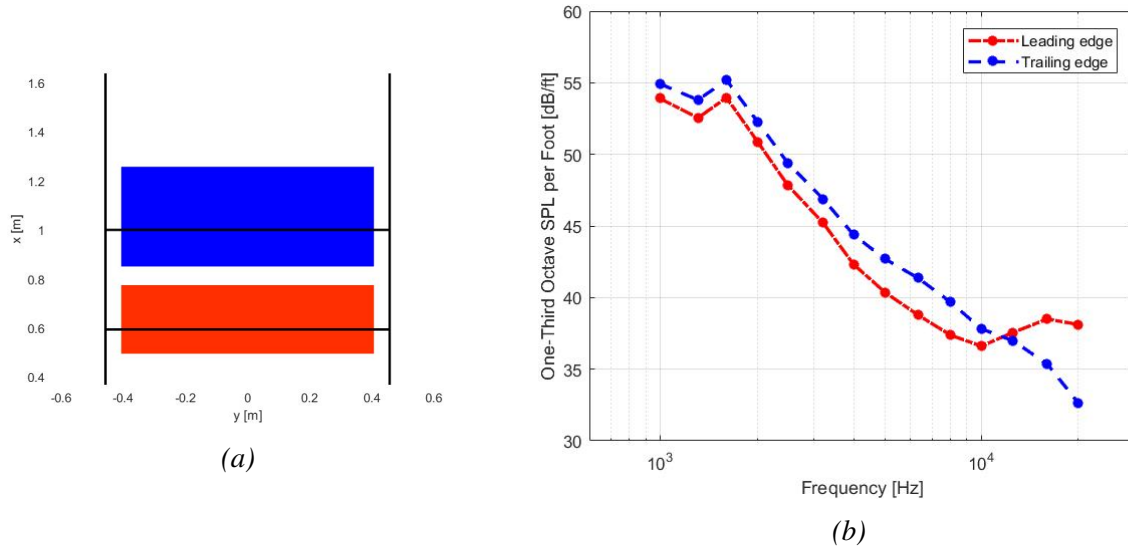 1.6
1.4
1.2
1
0.8
0.6
0.4
x [m]
-0.6 -0.4 -0.2 0 0.2 0.4 0.6
y [m]
(a)
60
55
50
45
40
35
30
One-Third Octave SPL per Foot [dB/ft]
Leading edge
Trailing edge
10³ 10⁴
Frequency [Hz]
(b)